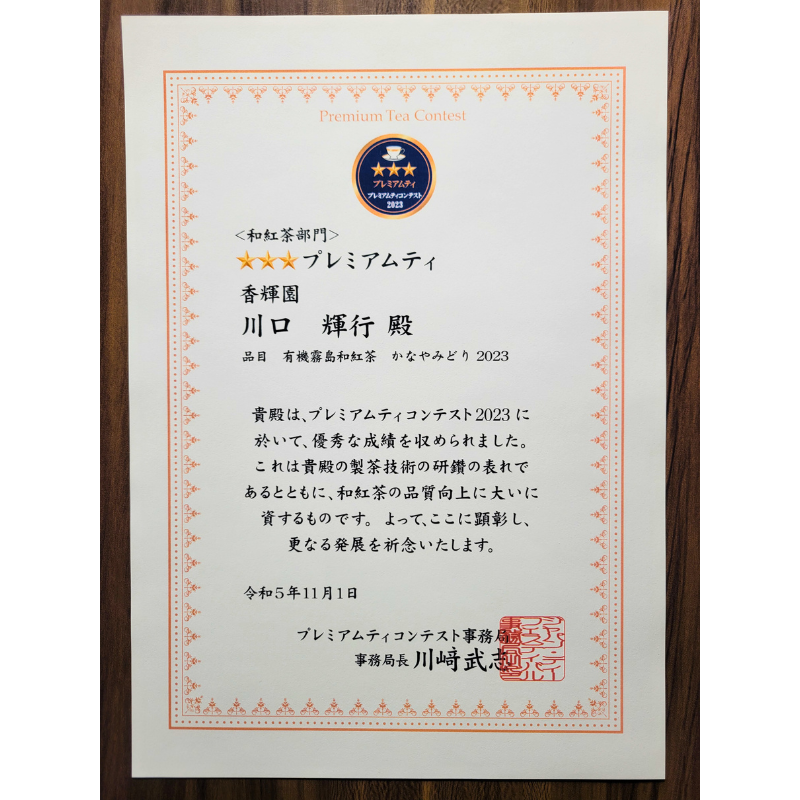 Premium Tea Contest
★★★
プレミアムティ
プレミアムティコンテスト
2023
<和紅茶部門>
★★★プレミアムティ
香輝園
川口　輝行 殿
品目　有機霧島和紅茶　かなやみどり 2023
貴殿は、プレミアムティコンテスト2023 に
於いて、優秀な成績を収められました。
これは貴殿の製茶技術の研鑽の表れで
あるとともに、和紅茶の品質向上に大いに
資するものです。よって、ここに顕彰し、
更なる発展を祈念いたします。
令和5年11月1日
プレミアムティコンテスト事務局
事務局長 川﨑武志